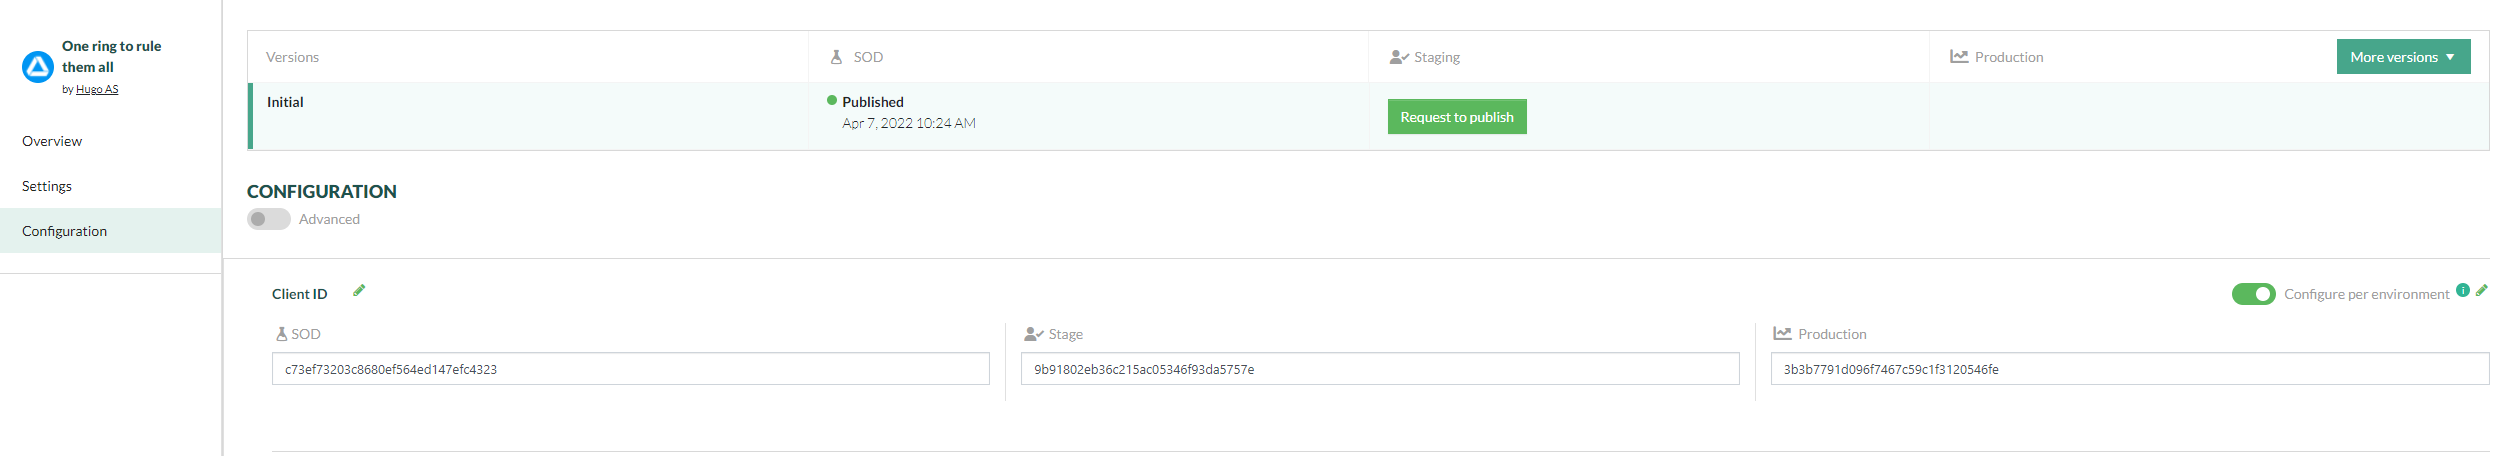 One ring to rule
them all
by Hugo AS
Overview
Settings
Configuration
Versions
SOD
Staging
Production
More versions
Initial
Published
Apr 7, 2022 10:24 AM
Request to publish
CONFIGURATION
Advanced
Client ID
Configure per environment
SOD
Stage
Production
c73ef73203c8680ef564ed147efc4323
9b91802eb36c215ac05346f93da5757e
3b3b7791d096f7467c59c1f3120546fe